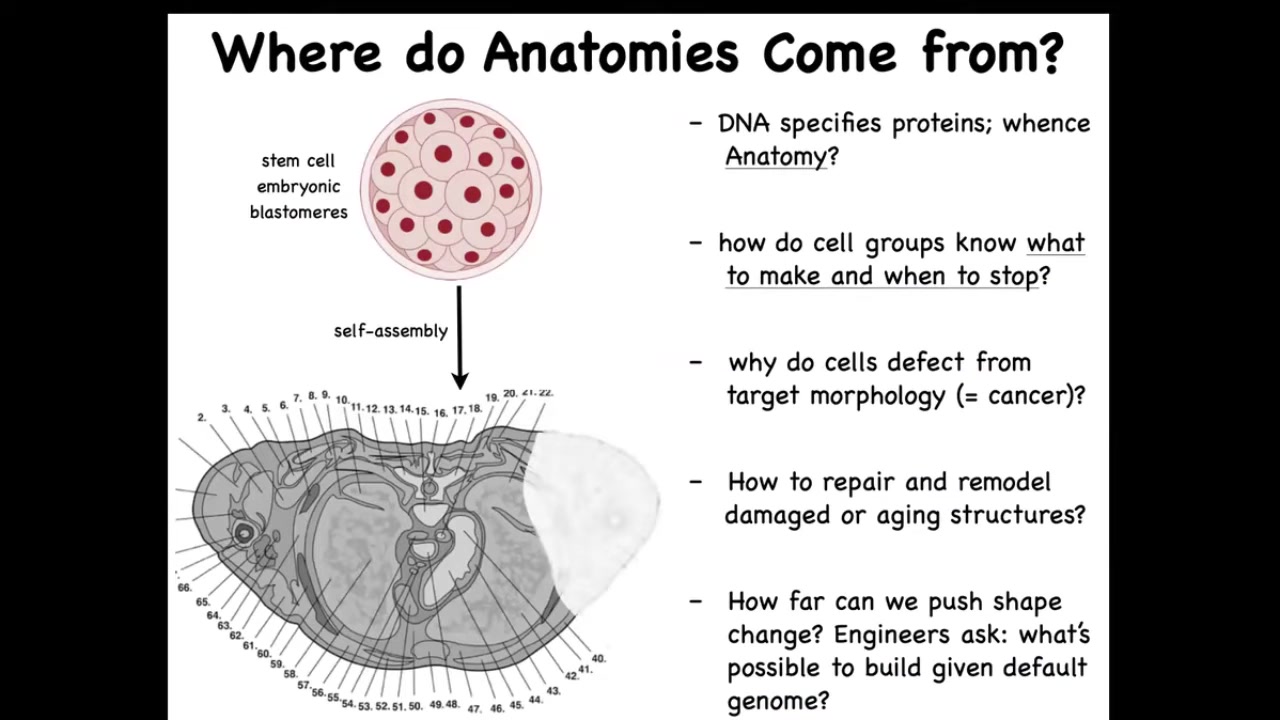 Where do Anatomies Come from?
stem cell
embryonic
blastomeres
self-assembly
– DNA specifies proteins; whence
Anatomy?
– how do cell groups know what
to make and when to stop?
– why do cells defect from
target morphology (= cancer)?
– How to repair and remodel
damaged or aging structures?
– How far can we push shape
change? Engineers ask: what's
possible to build given default
genome?
2. 3. 4. 5. 6. 7. 8. 9. 10. 11. 12. 13. 14. 15. 16. 17. 18. 19. 20. 21. 22.
66.
65.
64.
63.
62.
61.
60.
59.
58.
57. 56. 55. 54. 53. 52. 51. 50. 49. 48. 47. 46. 45. 44. 43. 42. 41. 40.